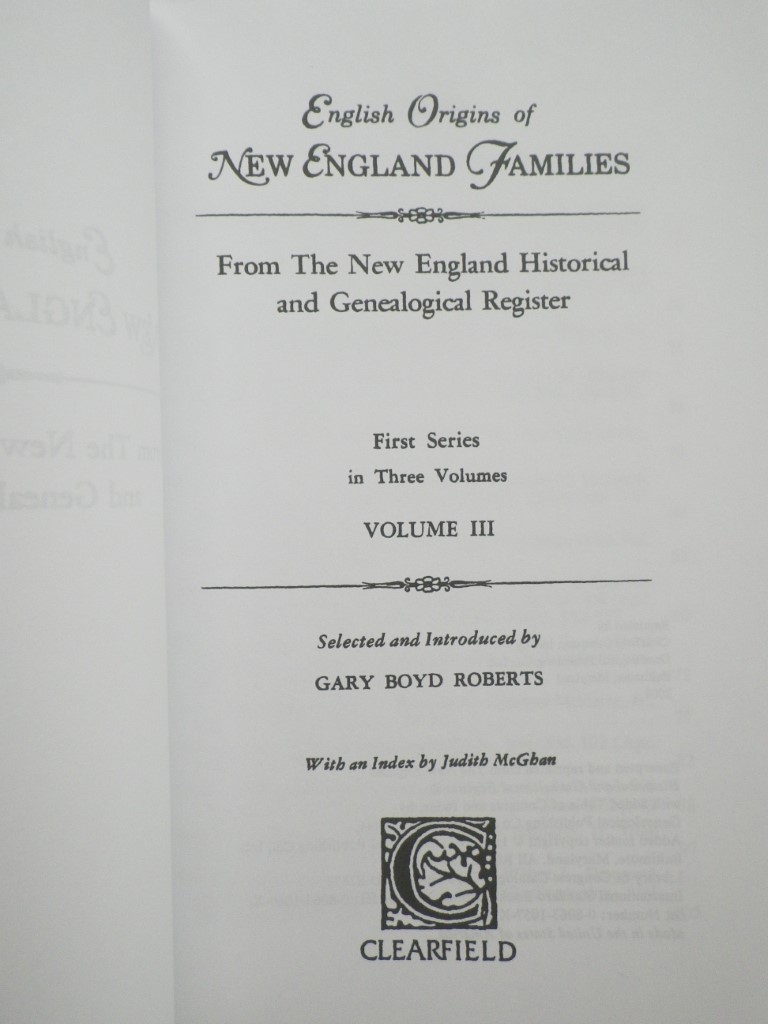 English Origins of
NEW ENGLAND FAMILIES
From The New England Historical
and Genealogical Register
First Series
in Three Volumes
VOLUME III
Selected and Introduced by
GARY BOYD ROBERTS
With an Index by Judith McGhan
C
CLEARFIELD